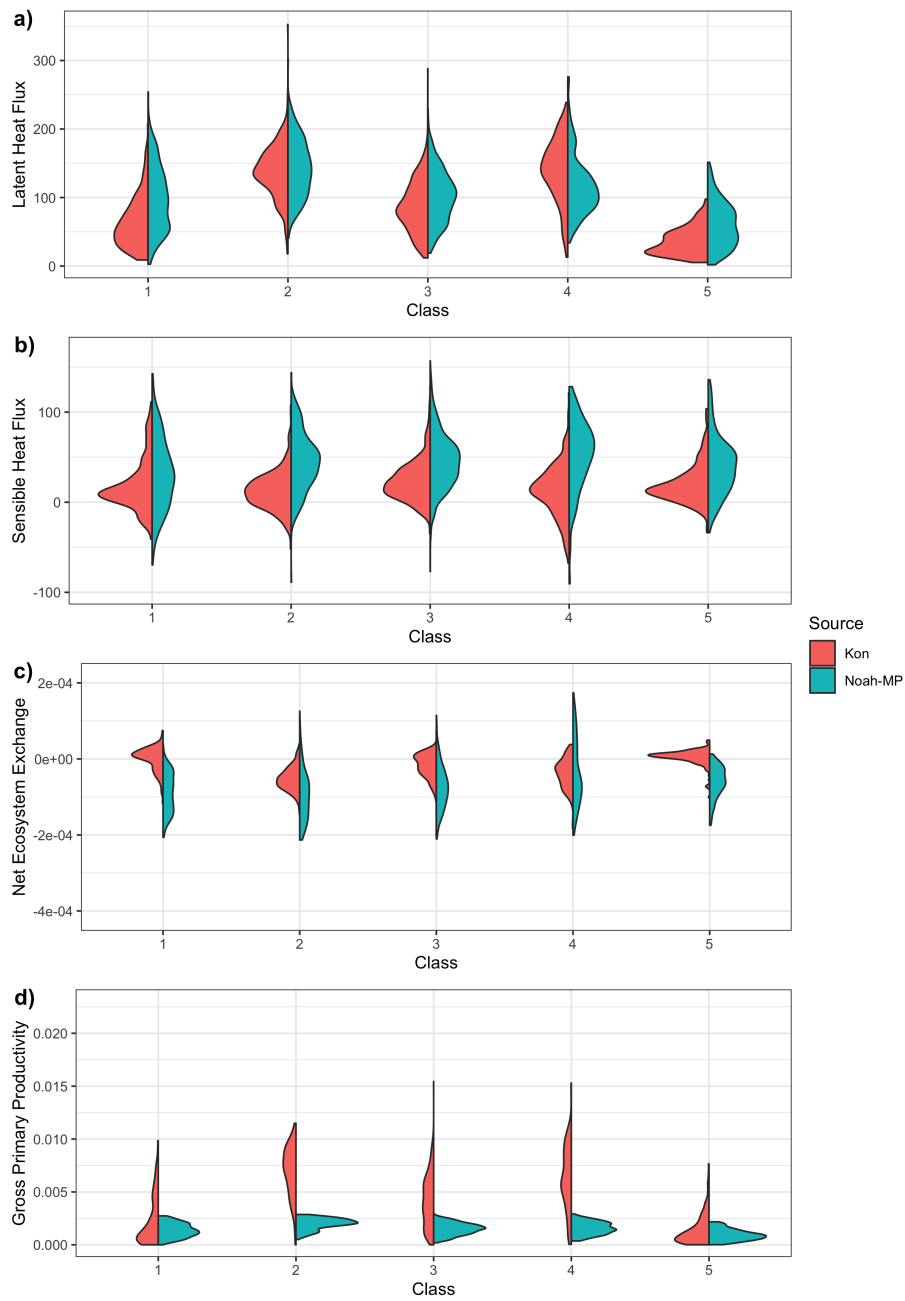 a)
Latent Heat Flux
300
200
100
0
1 2 3 4 5
Class
b)
Sensible Heat Flux
100
0
-100
1 2 3 4 5
Class
Source
Kon
Noah-MP
c)
Net Ecosystem Exchange
2e-04
0e+00
-2e-04
-4e-04
1 2 3 4 5
Class
d)
Gross Primary Productivity
0.020
0.015
0.010
0.005
0.000
1 2 3 4 5
Class